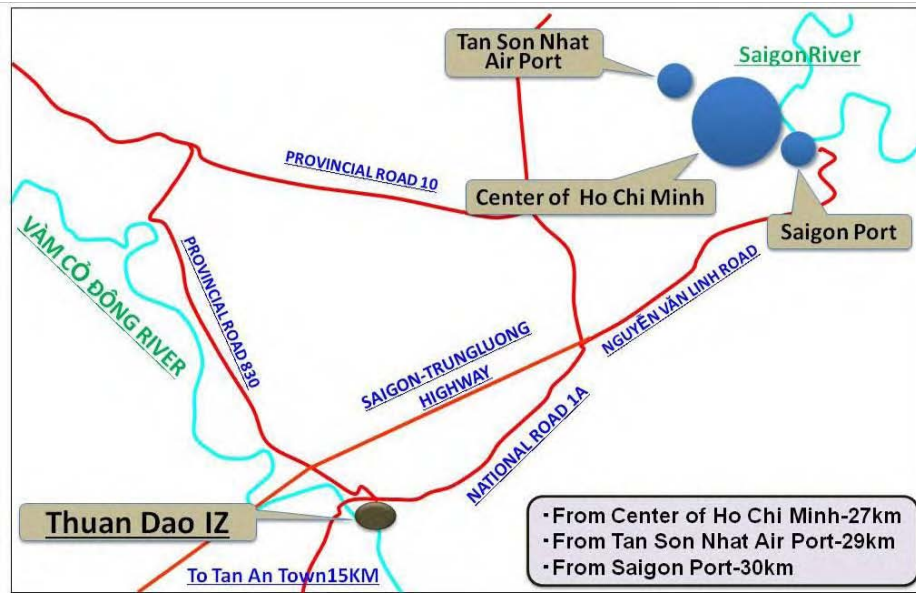 Tan Son Nhat
Air Port
SaigonRiver
PROVINCIAL ROAD 10
Center of Ho Chi Minh
Saigon Port
VÀM CỎ ĐÔNG RIVER
PROVINCIAL ROAD 830
SAIGON-TRUNGLUONG
HIGHWAY
NGUYỄN VĂN LINH ROAD
NATIONAL ROAD 1A
Thuan Dao IZ
To Tan An Town15KM
·From Center of Ho Chi Minh-27km
·From Tan Son Nhat Air Port-29km
·From Saigon Port-30km